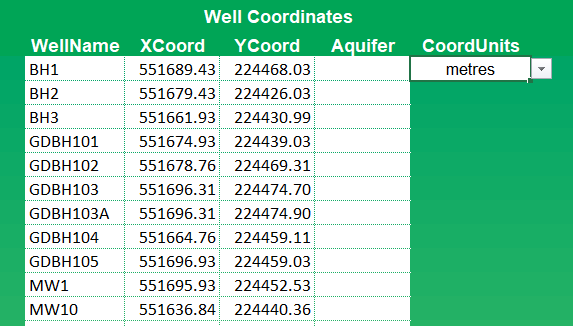 Well Coordinates
WellName XCoord YCoord Aquifer CoordUnits
BH1 551689.43 224468.03 metres
BH2 551679.43 224426.03
BH3 551661.93 224430.99
GDBH101 551674.93 224439.03
GDBH102 551678.76 224469.31
GDBH103 551696.31 224474.70
GDBH103A 551696.31 224474.90
GDBH104 551664.76 224459.11
GDBH105 551696.93 224459.03
MW1 551695.93 224452.53
MW10 551636.84 224440.36